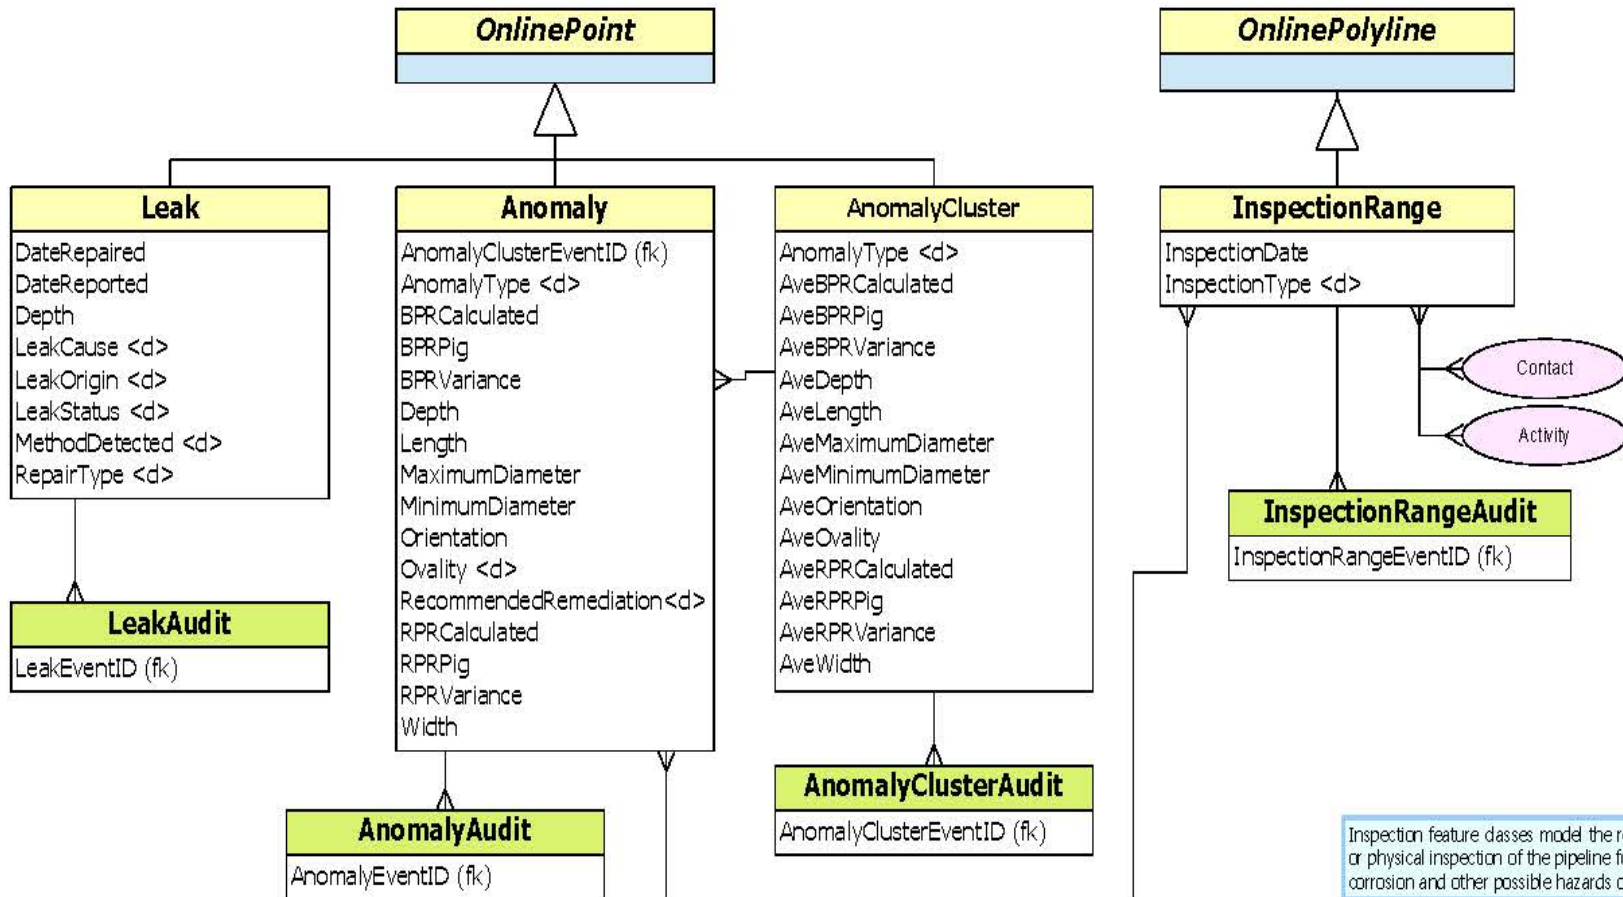 OnlinePoint
OnlinePolyline
Leak
DateRepaired
DateReported
Depth
LeakCause <d>
LeakOrigin <d>
LeakStatus <d>
MethodDetected <d>
RepairType <d>
LeakAudit
LeakEventID (fk)
Anomaly
AnomalyClusterEventID (fk)
AnomalyType <d>
BPRCalculated
BPRPig
BPRVariance
Depth
Length
MaximumDiameter
MinimumDiameter
Orientation
Ovality <d>
RecommendedRemediation<d>
RPRCalculated
RPRPig
RPRVariance
Width
AnomalyAudit
AnomalyEventID (fk)
AnomalyCluster
AnomalyType <d>
AveBPRCalculated
AveBPRPig
AveBPRVariance
AveDepth
AveLength
AveMaximumDiameter
AveMinimumDiameter
AveOrientation
AveOvality
AveRPRCalculated
AveRPRPig
AveRPRVariance
AveWidth
AnomalyClusterAudit
AnomalyClusterEventID (fk)
InspectionRange
InspectionDate
InspectionType <d>
Contact
Activity
InspectionRangeAudit
InspectionRangeEventID (fk)
Inspection feature classes model the
or physical inspection of the pipeline
corrosion and other possible hazards